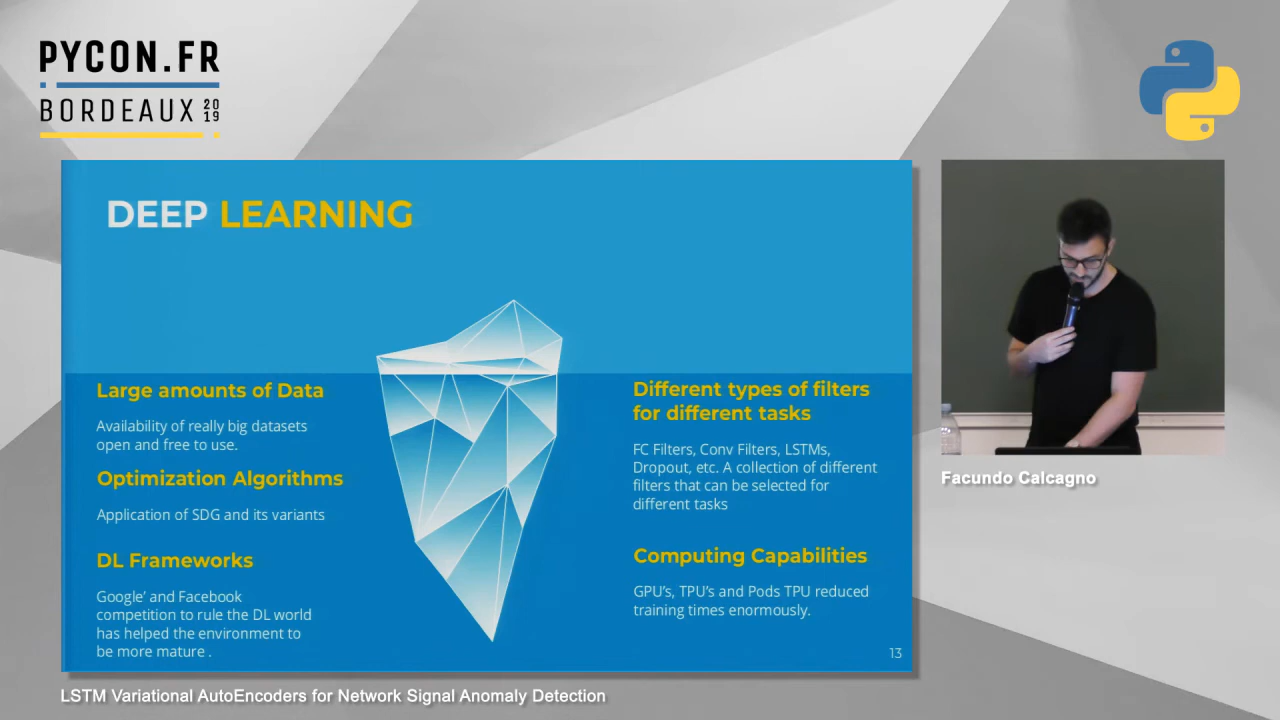 PYCON.FR
BORDEAUX 2019
DEEP LEARNING
Large amounts of Data
Availability of really big datasets
open and free to use.
Optimization Algorithms
Application of SDG and its variants
DL Frameworks
Google' and Facebook
competition to rule the DL world
has helped the environment to
be more mature .
Different types of filters
for different tasks
FC Filters, Conv Filters, LSTMs,
Dropout, etc. A collection of different
filters that can be selected for
different tasks
Computing Capabilities
GPU's, TPU's and Pods TPU reduced
training times enormously.
13
Facundo Calcagno
LSTM Variational AutoEncoders for Network Signal Anomaly Detection